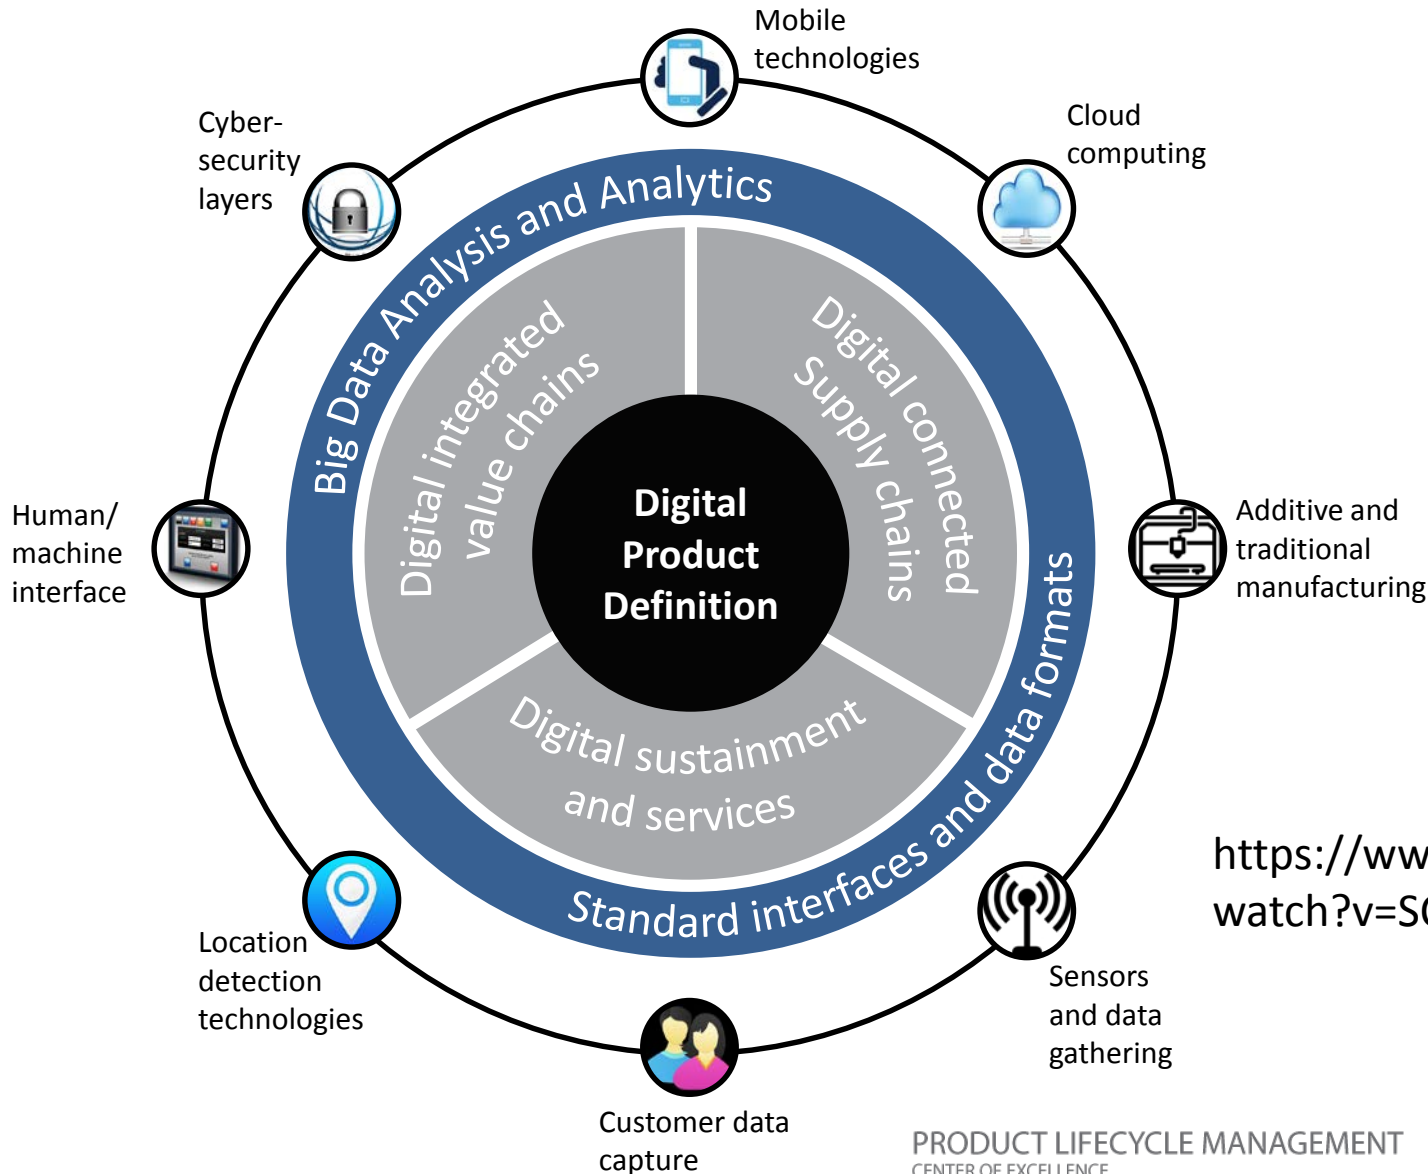 Mobile
technologies
Cloud
computing
Cyber-
security
layers
Big Data Analysis and Analytics
Digital integrated
value chains
Digital connected
Supply chains
Digital
Product
Definition
Human/
machine
interface
Additive and
traditional
manufacturing
Digital sustainment
and services
Standard interfaces and data formats
https://ww
watch?v=S
Location
detection
technologies
Sensors
and data
gathering
Customer data
capture
PRODUCT LIFECYCLE MANAGEMENT
CENTER OF EXCELLENCE